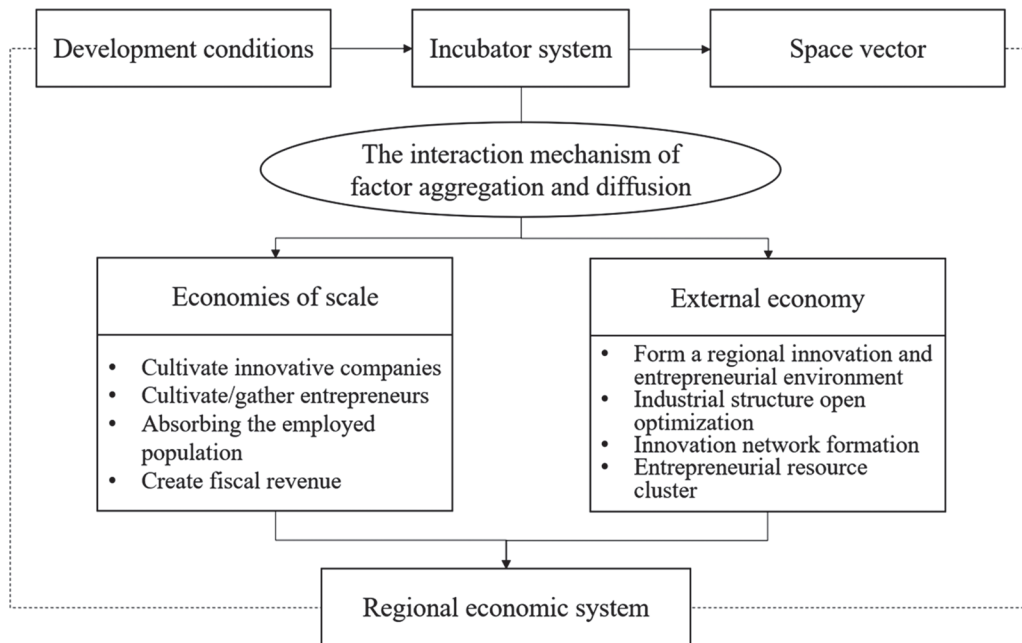 Development conditions
Incubator system
Space vector
The interaction mechanism of
factor aggregation and diffusion
Economies of scale
• Cultivate innovative companies
• Cultivate/gather entrepreneurs
• Absorbing the employed
population
• Create fiscal revenue
External economy
• Form a regional innovation and
entrepreneurial environment
• Industrial structure open
optimization
• Innovation network formation
• Entrepreneurial resource
cluster
Regional economic system